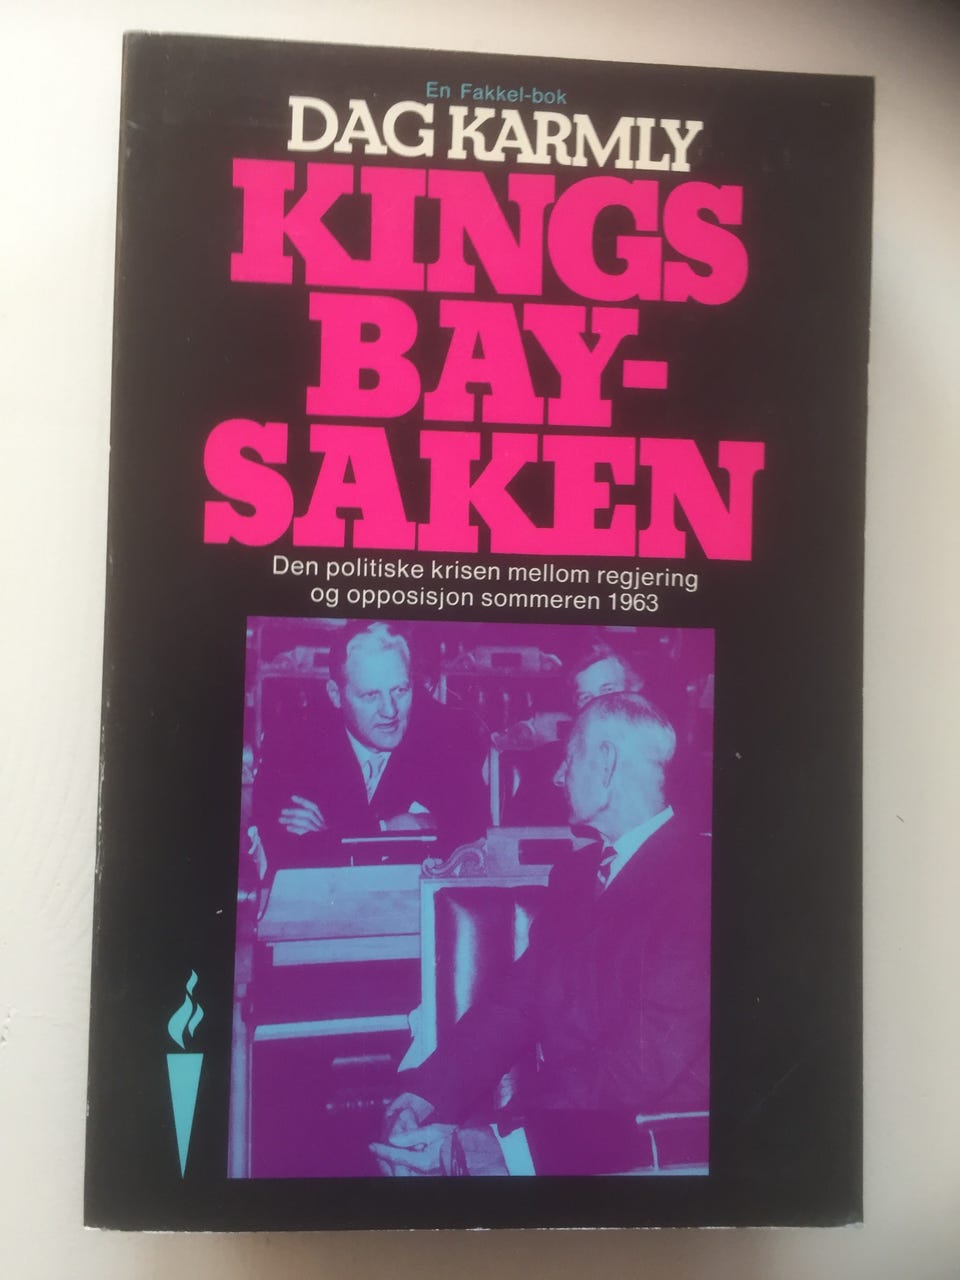 En Fakkel-bok
DAG KARMLY
KINGS
BAY-
SAKEN
Den politiske krisen mellom regjering
og opposisjon sommeren 1963